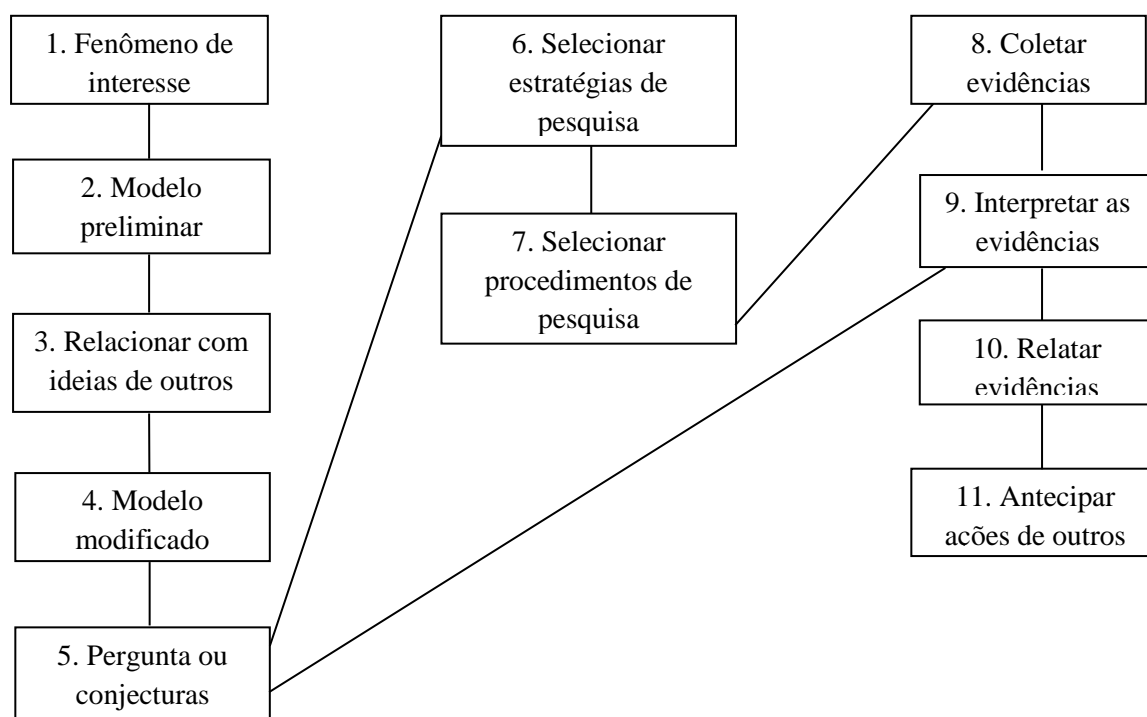 1. Fenômeno de
interesse
2. Modelo
preliminar
3. Relacionar com
ideias de outros
4. Modelo
modificado
5. Pergunta ou
conjecturas
6. Selecionar
estratégias de
pesquisa
7. Selecionar
procedimentos de
pesquisa
8. Coletar
evidências
9. Interpretar as
evidências
10. Relatar
evidências
11. Antecipar
ações de outros